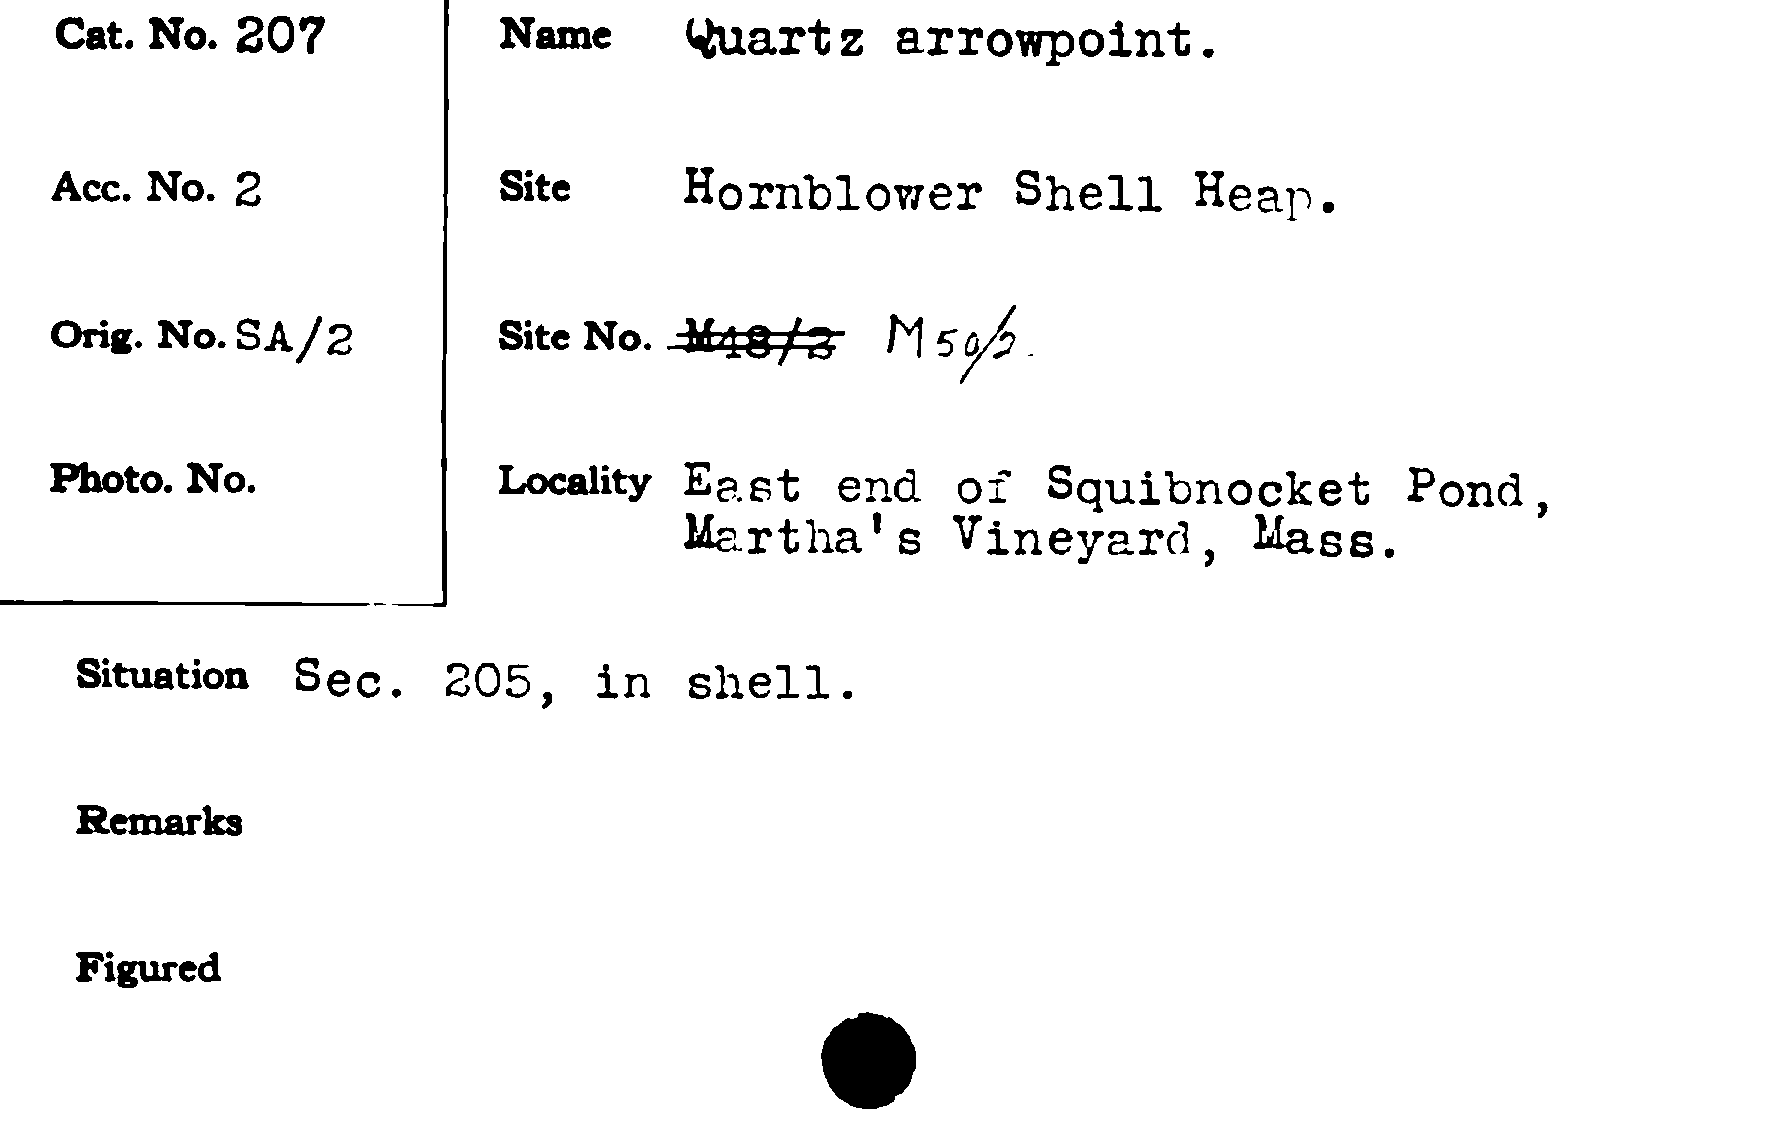 Cat. No. 207
Name Quartz arrowpoint.
Acc. No. 2
Site Hornblower Shell Heap.
Orig. No. SA/2
Site No. M48/2 M50/2.
Photo. No.
Locality East end of Squibnocket Pond,
Martha's Vineyard, Mass.
Situation Sec. 205, in shell.
Remarks
Figured